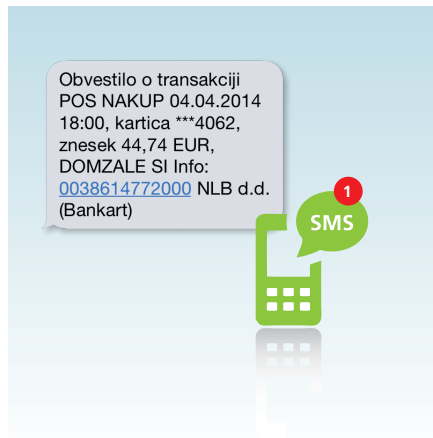 Obvestilo o transakciji
POS NAKUP 04.04.2014
18:00, kartica ***4062,
znesek 44,74 EUR,
DOMZALE SI Info:
0038614772000 NLB d.d.
(Bankart)
1
SMS